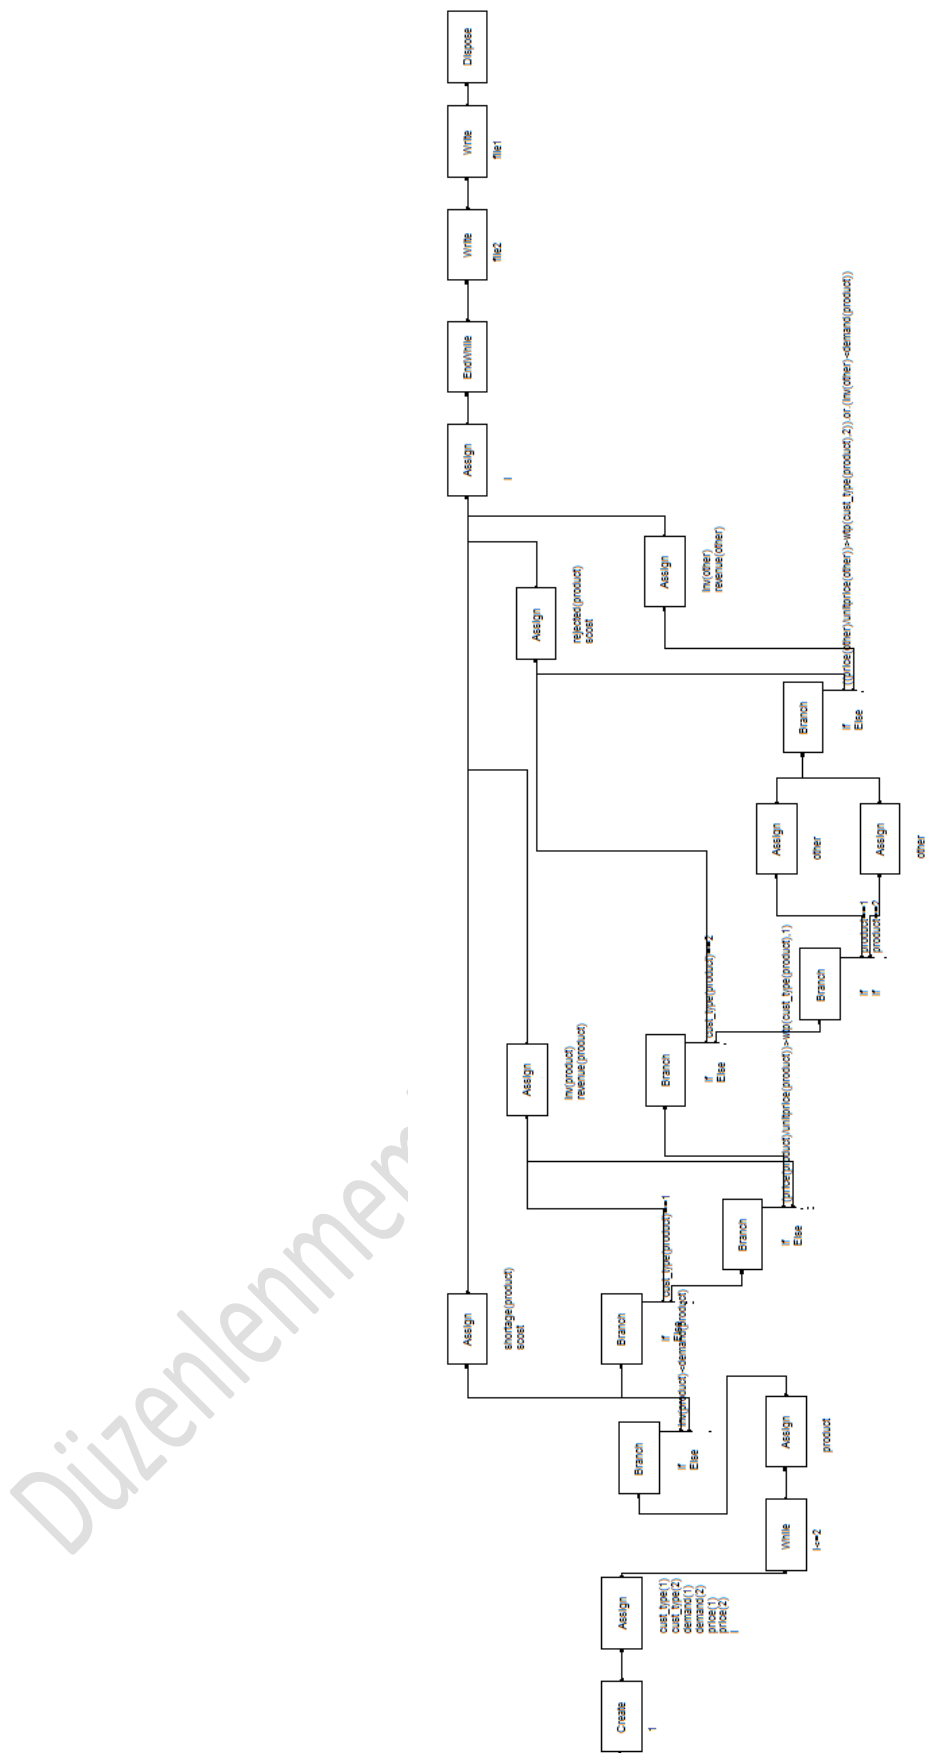 Create
1
Assign
cust_type(1)
cust_type(2)
demand(1)
demand(2)
price(1)
price(2)
i
While
i<=2
Assign
product
Branch
If
Else
inv(product)<demand(product)
Assign
shortage(product)
scost
Branch
If
Else
cust_type(product)==1
Branch
If
Else
(price(product)/unitprice(product))>wtp(cust_type(product),1)
Assign
inv(product)
revenue(product)
Branch
If
Else
cust_type(product)==2
Branch
If
If
product==1
product==2
Assign
other
Assign
other
Branch
If
Else
((price(other)/unitprice(other))>wtp(cust_type(product),2)).or.(inv(other)<demand(product))
Assign
rejected(product)
scost
Assign
inv(other)
revenue(other)
Assign
i
EndWhile
Write
file2
Write
file1
Dispose